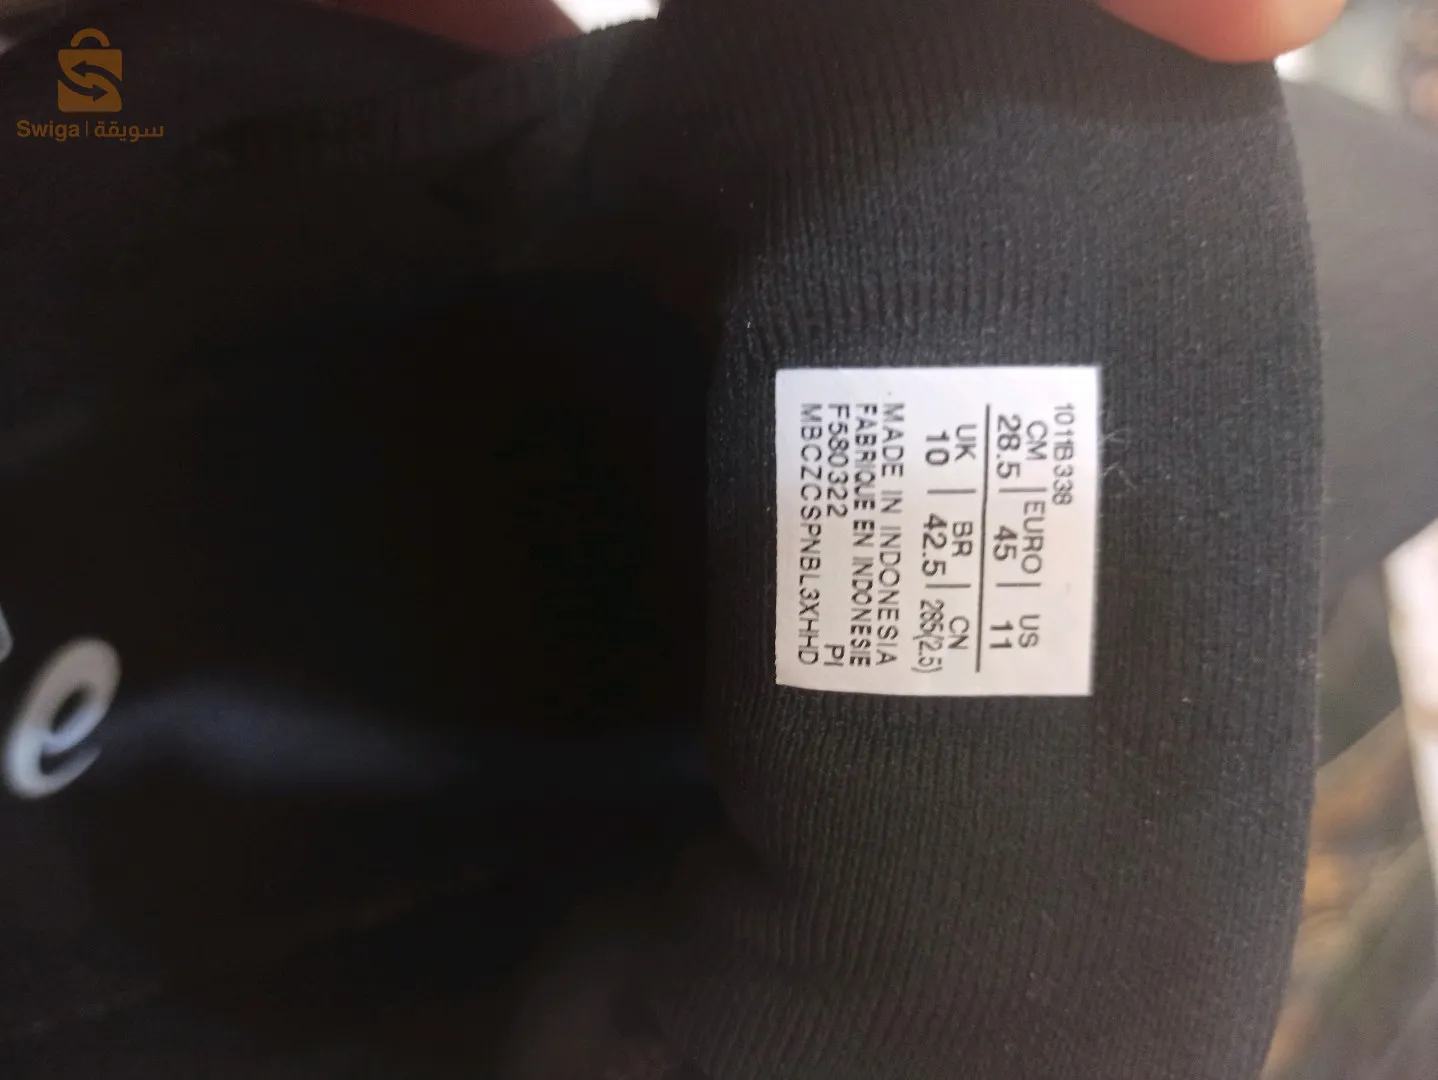 Swiga | سويقة
1011B338
CM | EURO | US
28.5 | 45 | 11
UK | BR | CN
10 | 42.5 | 285(2.5)
MADE IN INDONESIA
FABRIQUE EN INDONESIE
F580322 PI
MBCZCSPNBL3XHHD